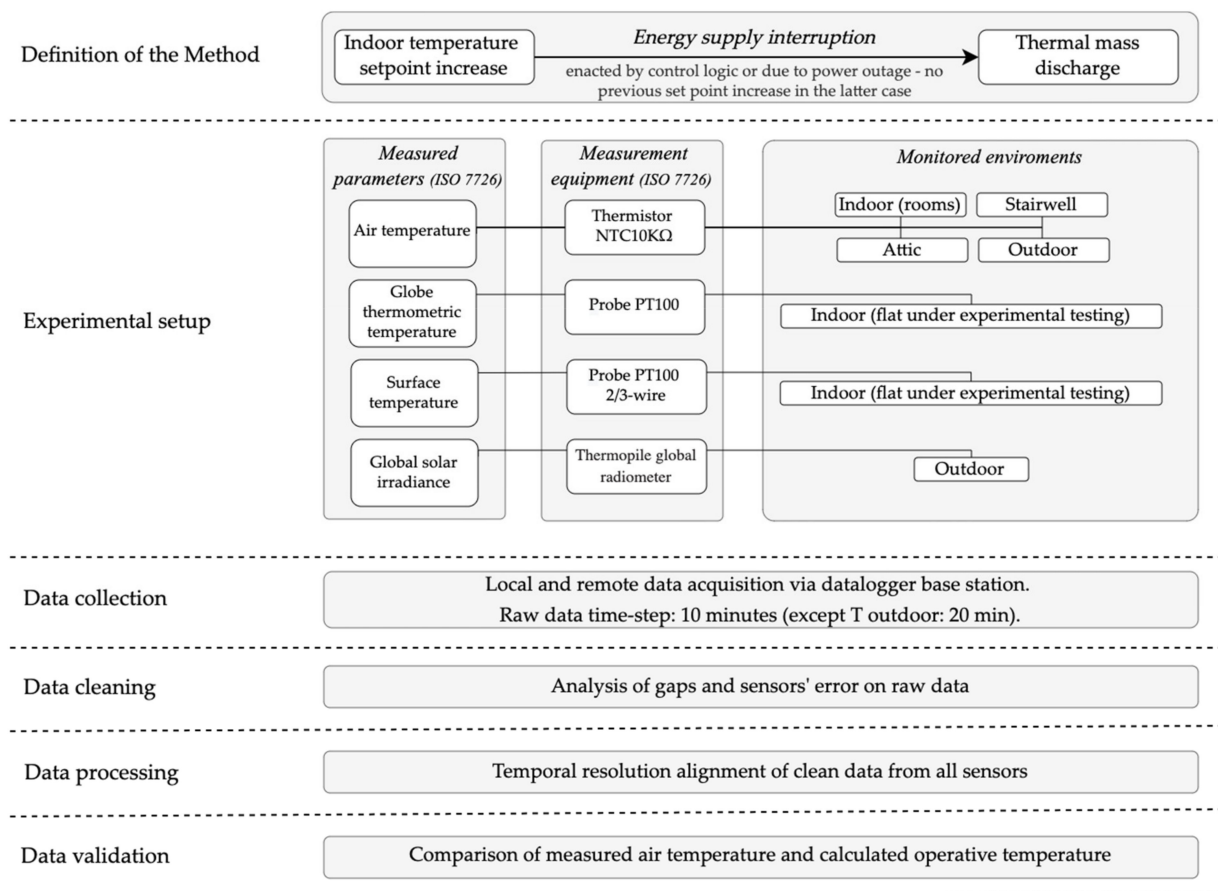 Definition of the Method
Indoor temperature
setpoint increase
Energy supply interruption
enacted by control logic or due to power outage - no
previous set point increase in the latter case
Thermal mass
discharge
Experimental setup
Measured
parameters (ISO 7726)
Measurement
equipment (ISO 7726)
Monitored enviroments
Air temperature
Thermistor
NTC10KΩ
Indoor (rooms)
Stairwell
Attic
Outdoor
Globe
thermometric
temperature
Probe PT100
Indoor (flat under experimental testing)
Surface
temperature
Probe PT100
2/3-wire
Indoor (flat under experimental testing)
Global solar
irradiance
Thermopile global
radiometer
Outdoor
Data collection
Local and remote data acquisition via datalogger base station.
Raw data time-step: 10 minutes (except T outdoor: 20 min).
Data cleaning
Analysis of gaps and sensors' error on raw data
Data processing
Temporal resolution alignment of clean data from all sensors
Data validation
Comparison of measured air temperature and calculated operative temperature